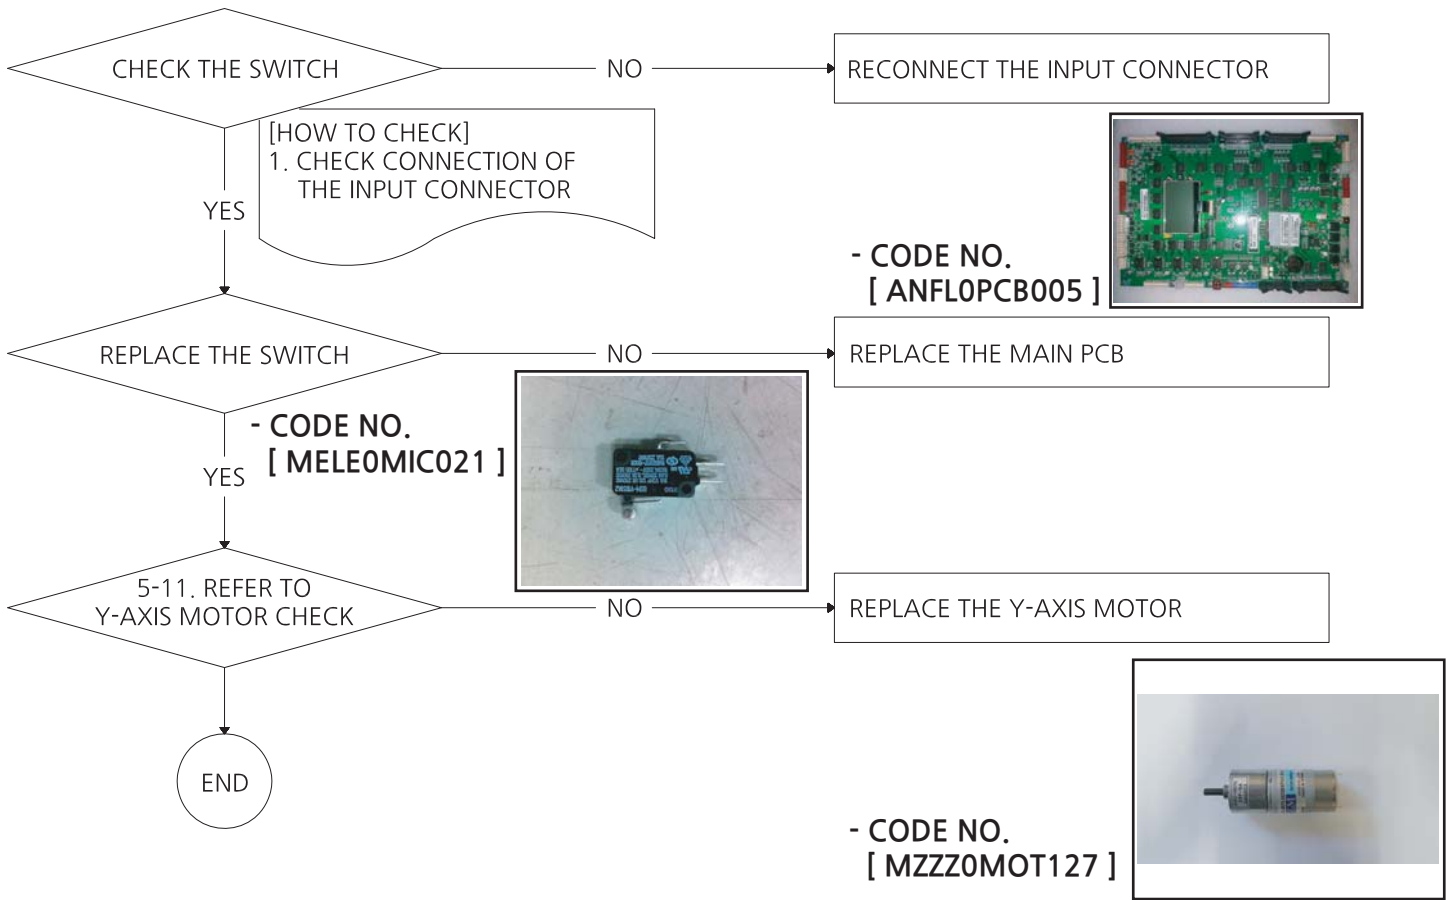 CHECK THE SWITCH
NO
RECONNECT THE INPUT CONNECTOR
[HOW TO CHECK]
1. CHECK CONNECTION OF
THE INPUT CONNECTOR
YES
- CODE NO.
[ ANFL0PCB005 ]
REPLACE THE SWITCH
NO
REPLACE THE MAIN PCB
- CODE NO.
[ MELE0MIC021 ]
YES
5-11. REFER TO
Y-AXIS MOTOR CHECK
NO
REPLACE THE Y-AXIS MOTOR
END
- CODE NO.
[ MZZZ0MOT127 ]